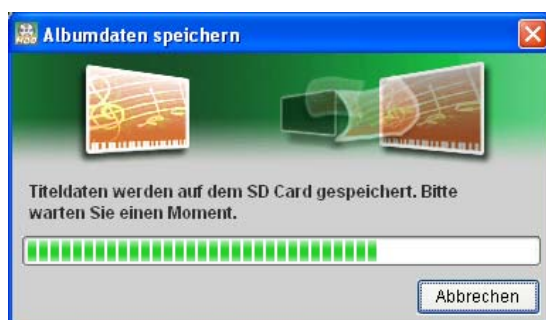 Albumdaten speichern
Titeldaten werden auf dem SD Card gespeichert. Bitte
warten Sie einen Moment.
Abbrechen